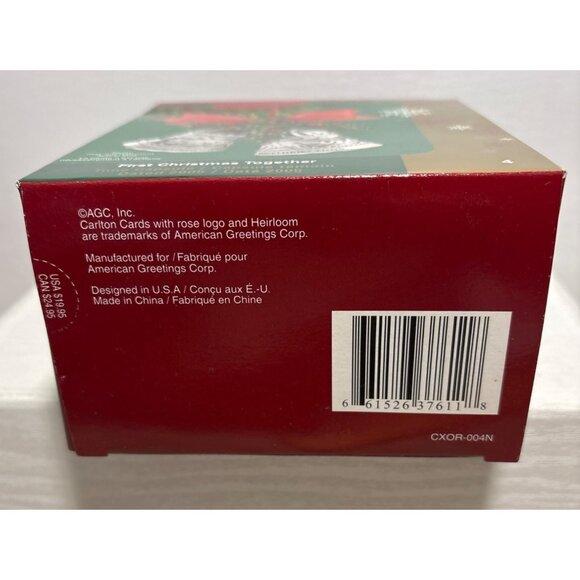 First Christmas Together
4
©AGC, Inc.
Carlton Cards with rose logo and Heirloom
are trademarks of American Greetings Corp.
Manufactured for / Fabriqué pour
American Greetings Corp.
Designed in U.S.A / Conçu aux É.-U.
Made in China / Fabriqué en Chine
USA $19.95
CAN $24.95
6 61526 37611 8
CXOR-004N